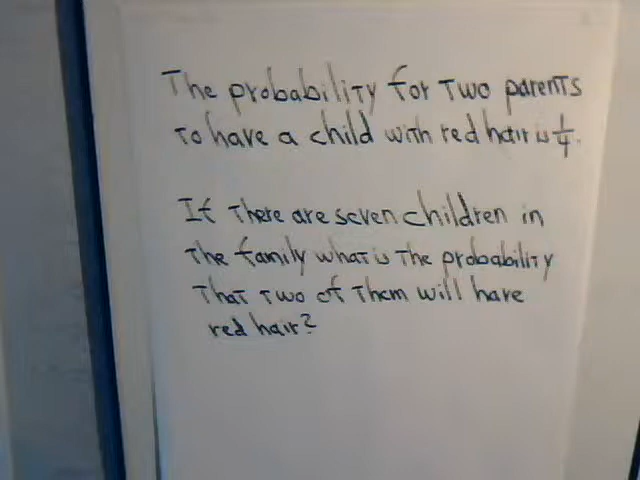 The probability for two parents
to have a child with red hair is 1/4.
If there are seven children in
the family what is the probability
that two of them will have
red hair?